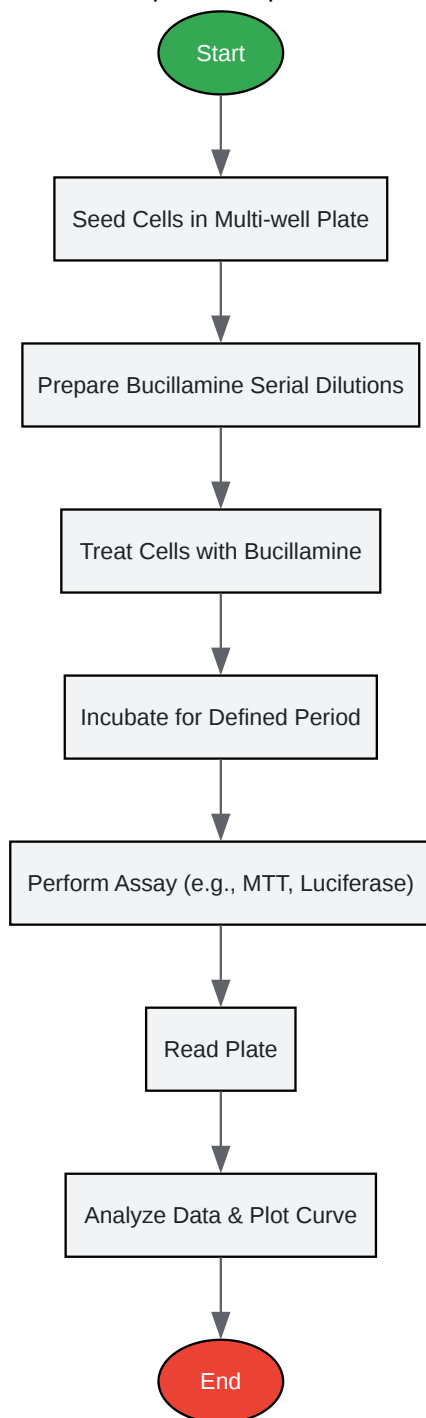 Start
Seed Cells in Multi-well Plate
Prepare Bucillamine Serial Dilutions
Treat Cells with Bucillamine
Incubate for Defined Period
Perform Assay (e.g., MTT, Luciferase)
Read Plate
Analyze Data & Plot Curve
End